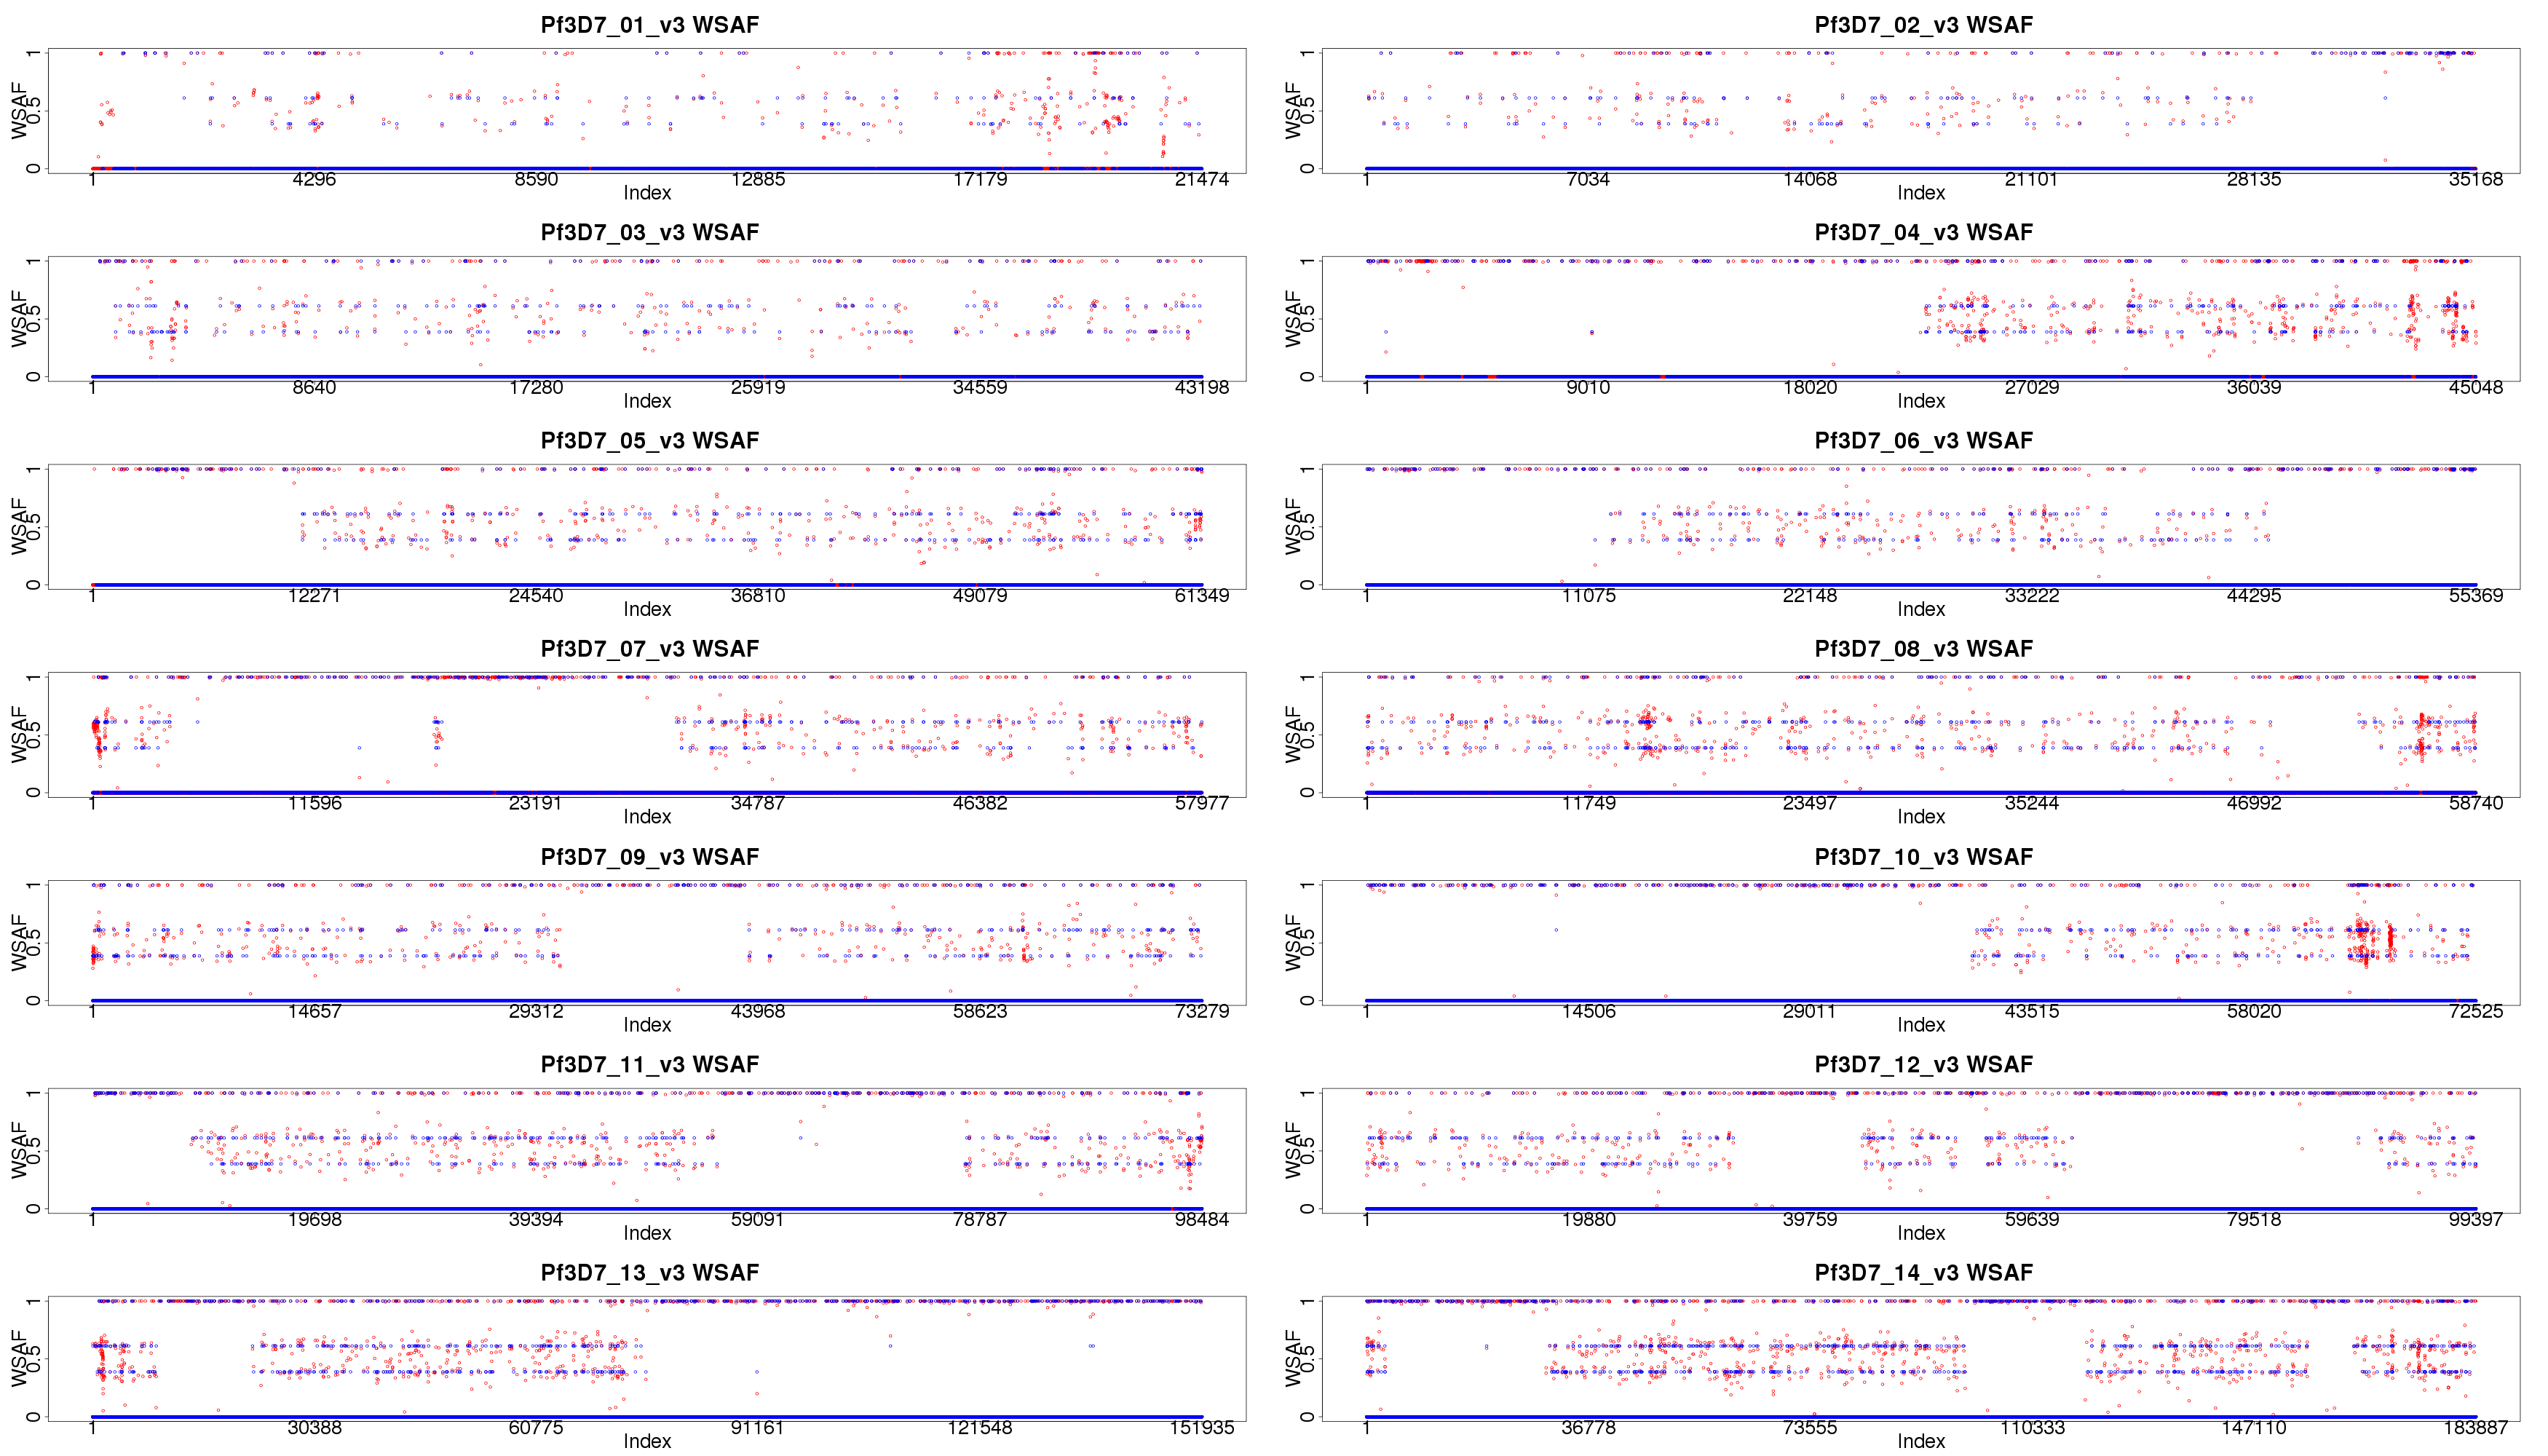 Pf3D7_01_v3 WSAF
WSAF
0 0.5 1
1 4296 8590 12885 17179 21474
Index
Pf3D7_02_v3 WSAF
WSAF
0 0.5 1
1 7034 14068 21101 28135 35168
Index
Pf3D7_03_v3 WSAF
WSAF
0 0.5 1
1 8640 17280 25919 34559 43198
Index
Pf3D7_04_v3 WSAF
WSAF
0 0.5 1
1 9010 18020 27029 36039 45048
Index
Pf3D7_05_v3 WSAF
WSAF
0 0.5 1
1 12271 24540 36810 49079 61349
Index
Pf3D7_06_v3 WSAF
WSAF
0 0.5 1
1 11075 22148 33222 44295 55369
Index
Pf3D7_07_v3 WSAF
WSAF
0 0.5 1
1 11596 23191 34787 46382 57977
Index
Pf3D7_08_v3 WSAF
WSAF
0 0.5 1
1 11749 23497 35244 46992 58740
Index
Pf3D7_09_v3 WSAF
WSAF
0 0.5 1
1 14657 29312 43968 58623 73279
Index
Pf3D7_10_v3 WSAF
WSAF
0 0.5 1
1 14506 29011 43515 58020 72525
Index
Pf3D7_11_v3 WSAF
WSAF
0 0.5 1
1 19698 39394 59091 78787 98484
Index
Pf3D7_12_v3 WSAF
WSAF
0 0.5 1
1 19880 39759 59639 79518 99397
Index
Pf3D7_13_v3 WSAF
WSAF
0 0.5 1
1 30388 60775 91161 121548 151935
Index
Pf3D7_14_v3 WSAF
WSAF
0 0.5 1
1 36778 73555 110333 147110 183887
Index